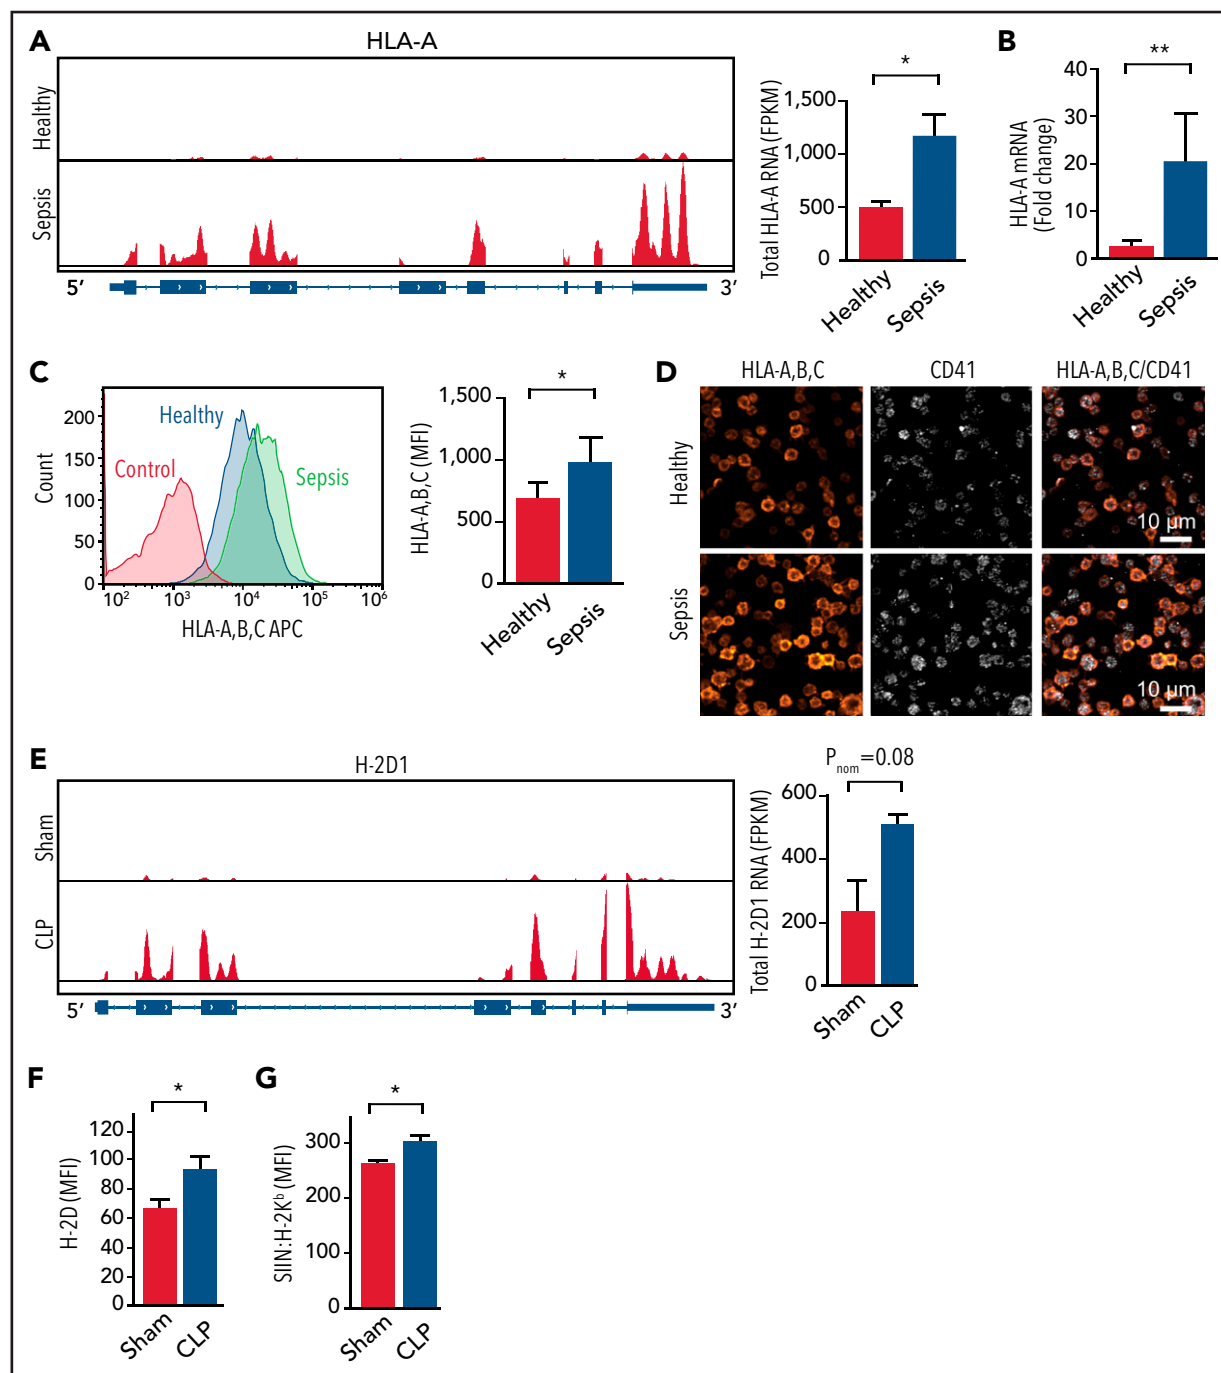 A
HLA-A
Healthy
Sepsis
5′
3′
Total HLA-A RNA (FPKM)
1,500
1,000
500
0
*
Healthy
Sepsis
B
HLA-A mRNA
(Fold change)
40
30
20
10
0
**
Healthy
Sepsis
C
Count
200
150
100
50
0
Control
Healthy
Sepsis
10² 10³ 10⁴ 10⁵ 10⁶
HLA-A,B,C APC
HLA-A,B,C (MFI)
1,500
1,000
500
0
*
Healthy
Sepsis
D
HLA-A,B,C
CD41
HLA-A,B,C/CD41
Healthy
10 µm
Sepsis
10 µm
E
H-2D1
Sham
CLP
5′
3′
Total H-2D1 RNA (FPKM)
600
400
200
0
Pnom=0.08
Sham
CLP
F
H-2D (MFI)
120
100
80
60
40
20
0
*
Sham
CLP
G
SIIN:H-2Kᵇ (MFI)
300
200
100
0
*
Sham
CLP